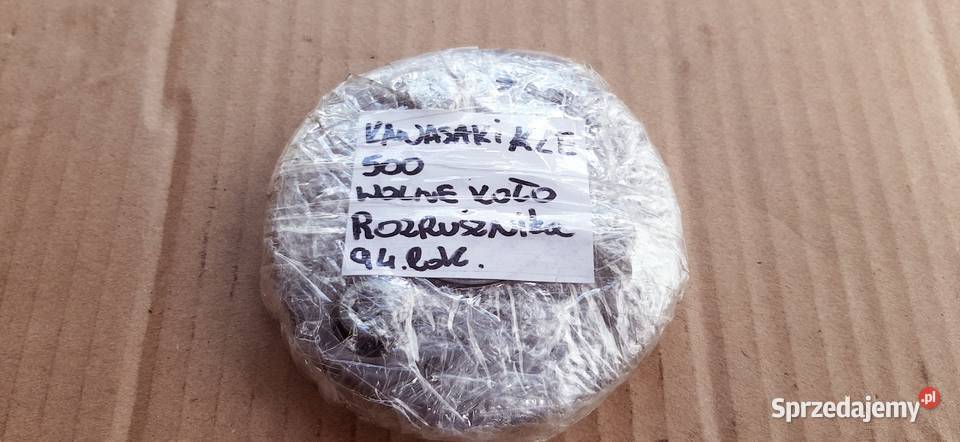 KAWASAKI KLE
500
WOLNE KOŁO
ROZRUSZNIKA
94.Rok.
Sprzedajemy.pl